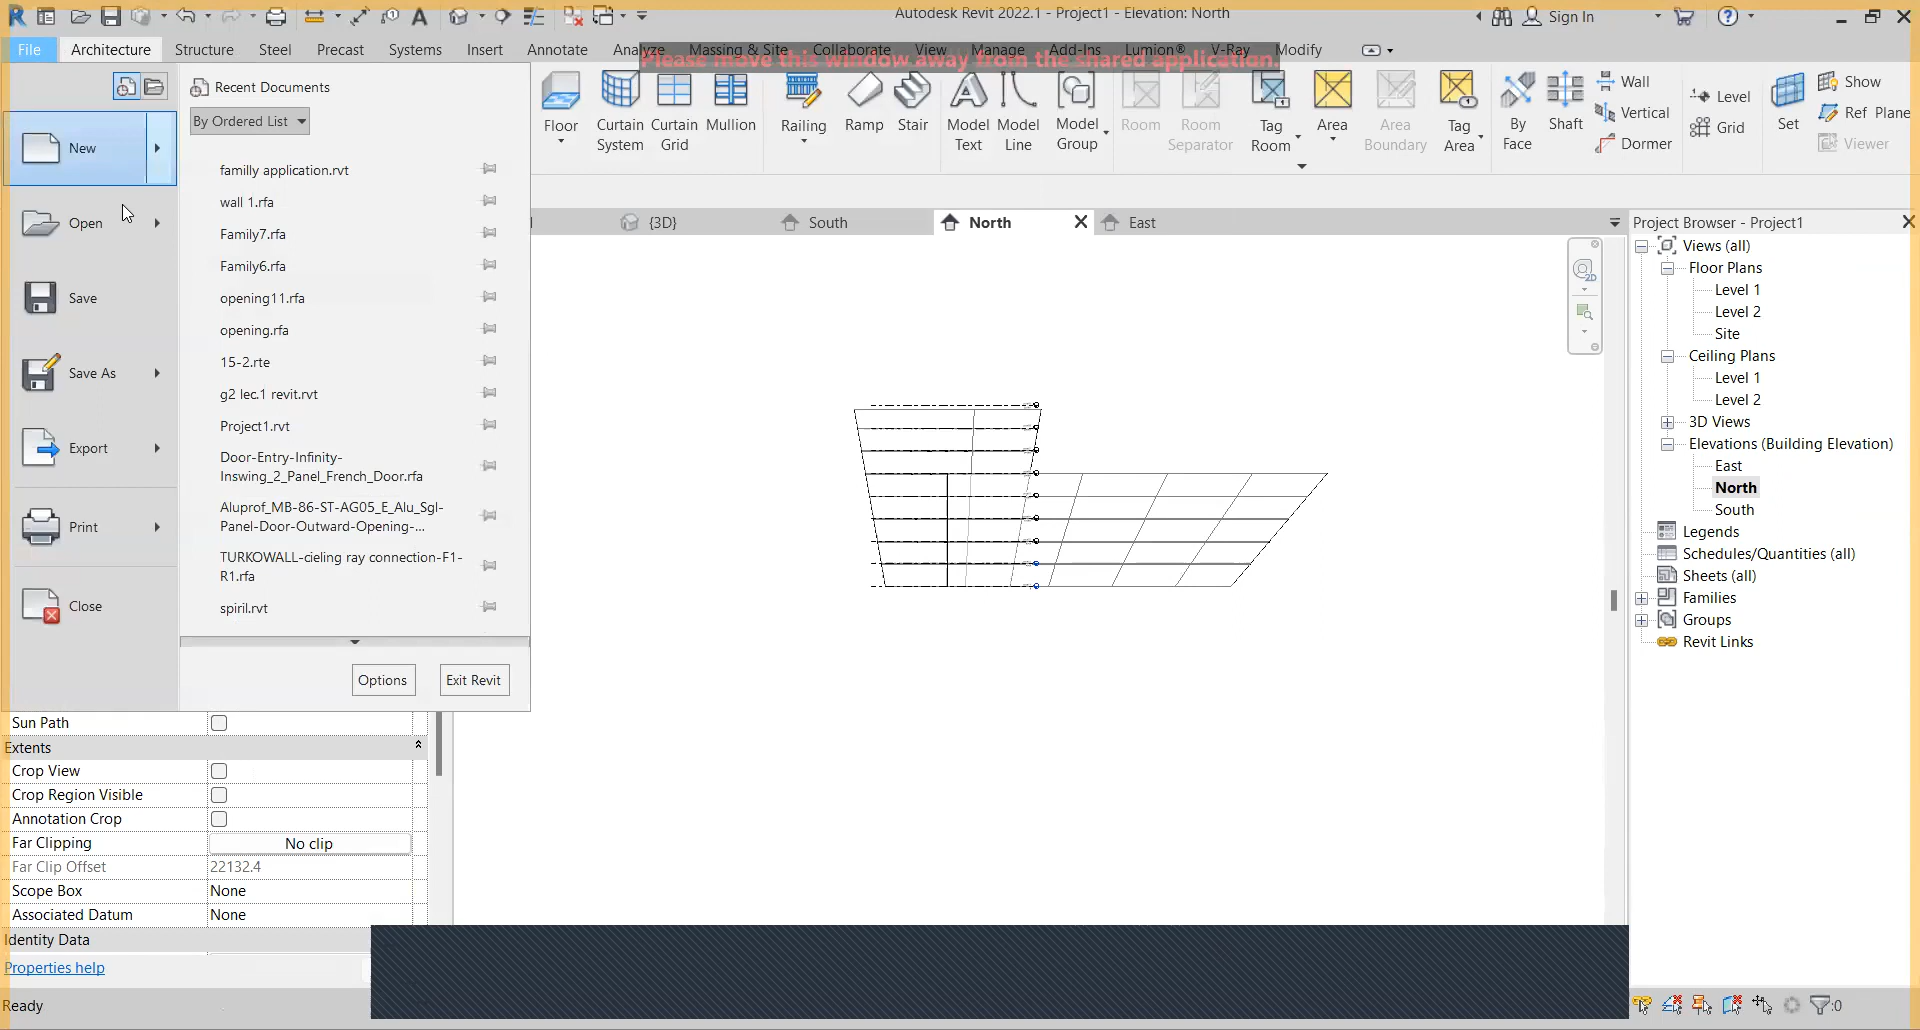 Autodesk Revit 2022.1 - Project1 - Elevation: North
Sign In
File Architecture Structure Steel Precast Systems Insert Annotate Analyze Massing & Site Collaborate View Manage Add-Ins Lumion® V-Ray Modify
Please move this window away from the shared application.
Recent Documents
By Ordered List
New
Open
Save
Save As
Export
Print
Close
familly application.rvt
wall 1.rfa
Family7.rfa
Family6.rfa
opening11.rfa
opening.rfa
15-2.rte
g2 lec.1 revit.rvt
Project1.rvt
Door-Entry-Infinity-
Inswing_2_Panel_French_Door.rfa
Aluprof_MB-86-ST-AG05_E_Alu_Sgl-
Panel-Door-Outward-Opening-...
TURKOWALL-cieling ray connection-F1-
R1.rfa
spiril.rvt
Options
Exit Revit
Floor
Curtain
System
Curtain
Grid
Mullion
Railing
Ramp
Stair
Model
Text
Model
Line
Model
Group
Room
Room
Separator
Tag
Room
Area
Area
Boundary
Tag
Area
By
Face
Shaft
Wall
Vertical
Dormer
Level
Grid
Set
Show
Ref Plane
Viewer
{3D}
South
North
East
2D
Project Browser - Project1
Views (all)
Floor Plans
Level 1
Level 2
Site
Ceiling Plans
Level 1
Level 2
3D Views
Elevations (Building Elevation)
East
North
South
Legends
Schedules/Quantities (all)
Sheets (all)
Families
Groups
Revit Links
Sun Path
Extents
Crop View
Crop Region Visible
Annotation Crop
Far Clipping No clip
Far Clip Offset 22132.4
Scope Box None
Associated Datum None
Identity Data
Properties help
Ready
:0